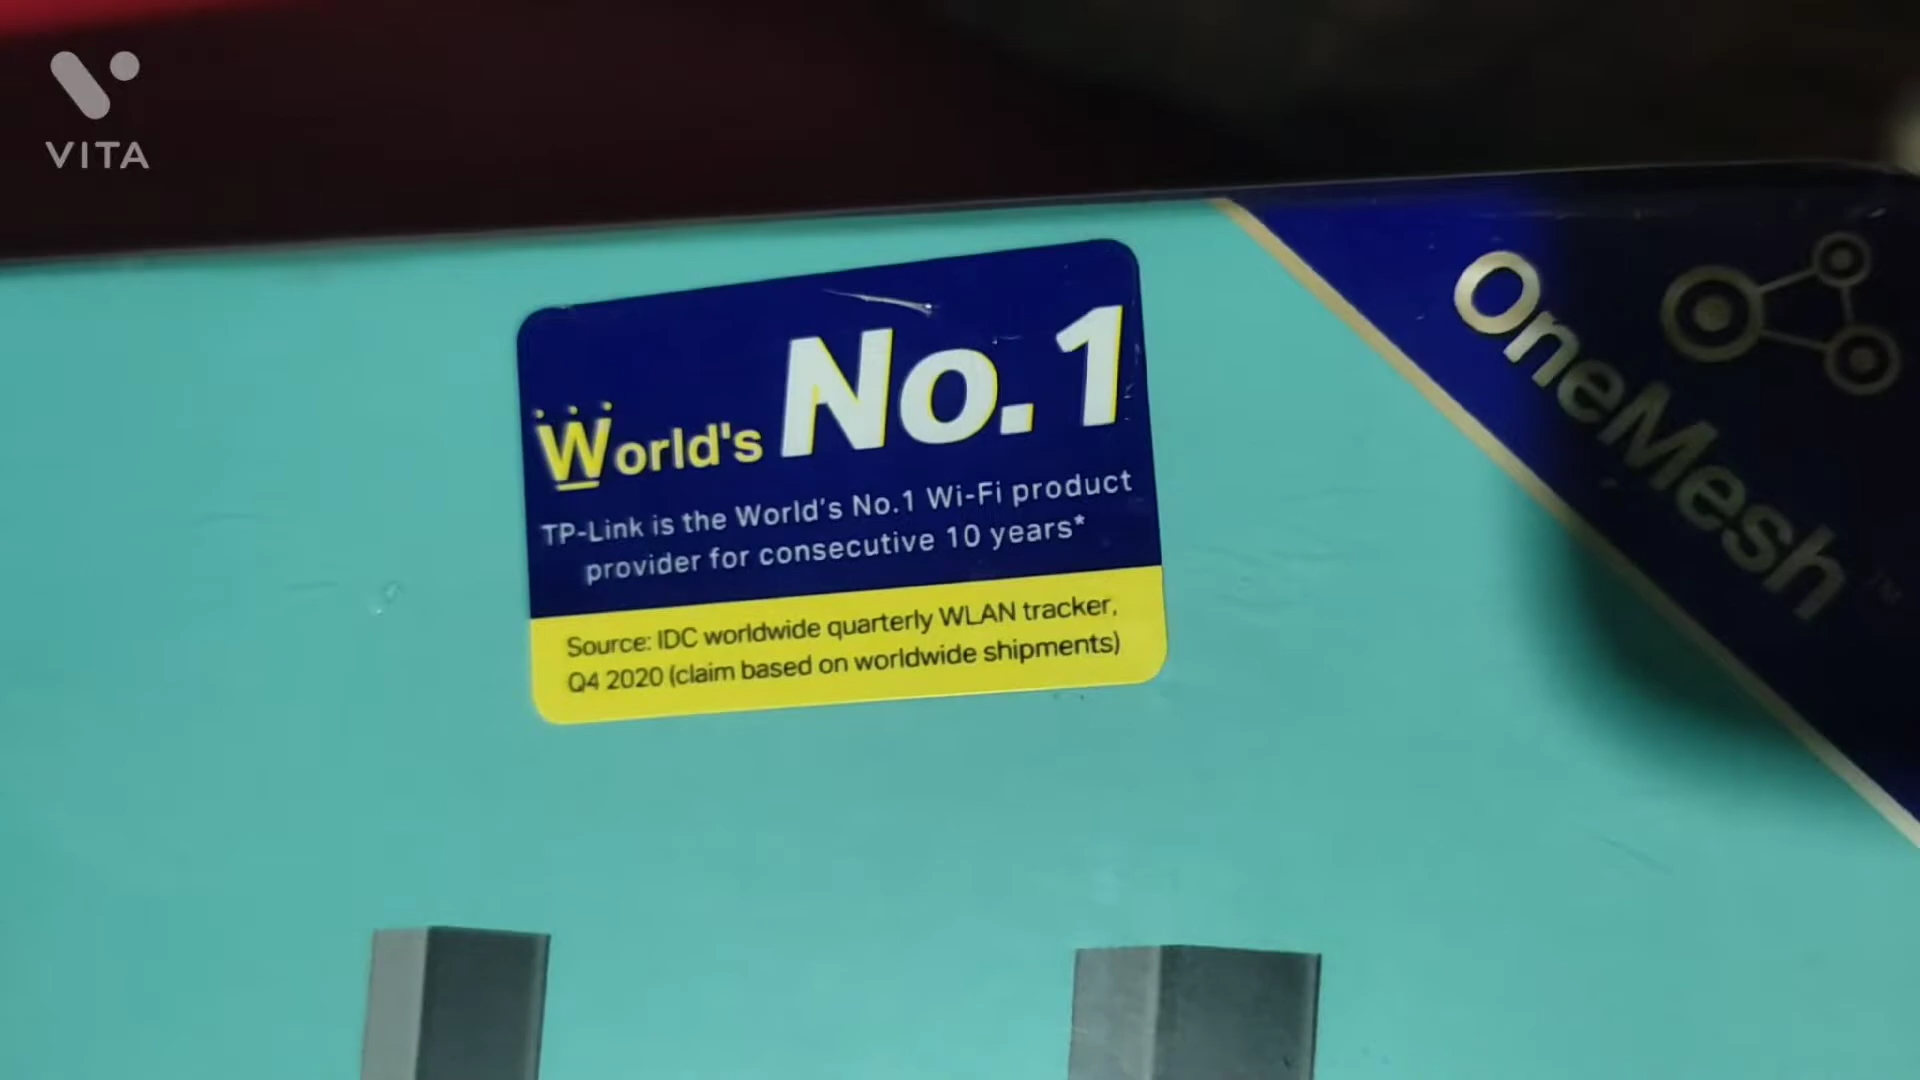 VITA
World's No.1
TP-Link is the World's No.1 Wi-Fi product
provider for consecutive 10 years*
Source: IDC worldwide quarterly WLAN tracker,
Q4 2020 (claim based on worldwide shipments)
OneMesh™